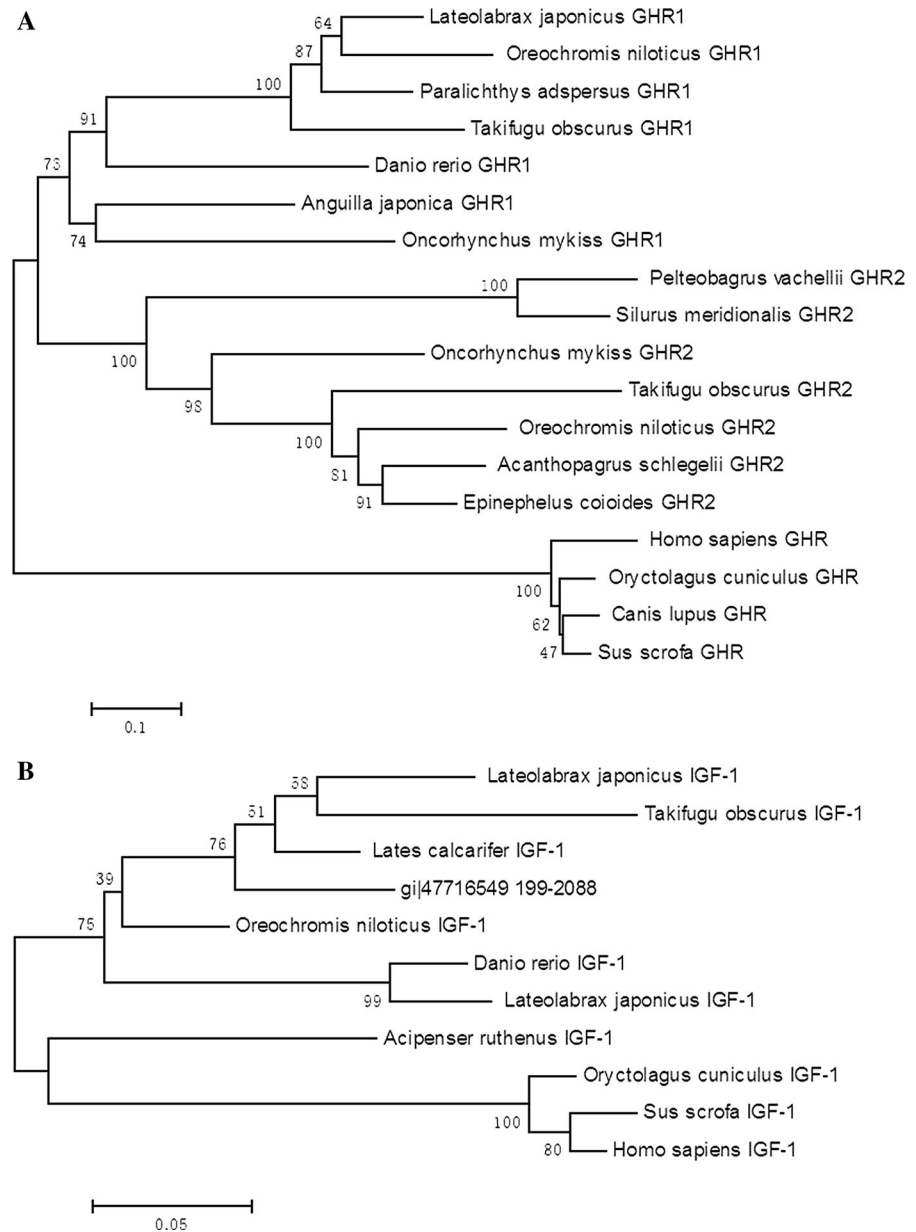 A
64
Lateolabrax japonicus GHR1
87
Oreochromis niloticus GHR1
100
Paralichthys adspersus GHR1
Takifugu obscurus GHR1
91
Danio rerio GHR1
73
Anguilla japonica GHR1
74
Oncorhynchus mykiss GHR1
100
Pelteobagrus vachellii GHR2
Silurus meridionalis GHR2
100
Oncorhynchus mykiss GHR2
98
Takifugu obscurus GHR2
100
Oreochromis niloticus GHR2
81
Acanthopagrus schlegelii GHR2
91
Epinephelus coioides GHR2
Homo sapiens GHR
100
Oryctolagus cuniculus GHR
62
Canis lupus GHR
47
Sus scrofa GHR
0.1
B
Lateolabrax japonicus IGF-1
38
51
Takifugu obscurus IGF-1
76
Lates calcarifer IGF-1
39
gi|47716549 199-2088
75
Oreochromis niloticus IGF-1
Danio rerio IGF-1
99
Lateolabrax japonicus IGF-1
Acipenser ruthenus IGF-1
Oryctolagus cuniculus IGF-1
100
Sus scrofa IGF-1
80
Homo sapiens IGF-1
0.05